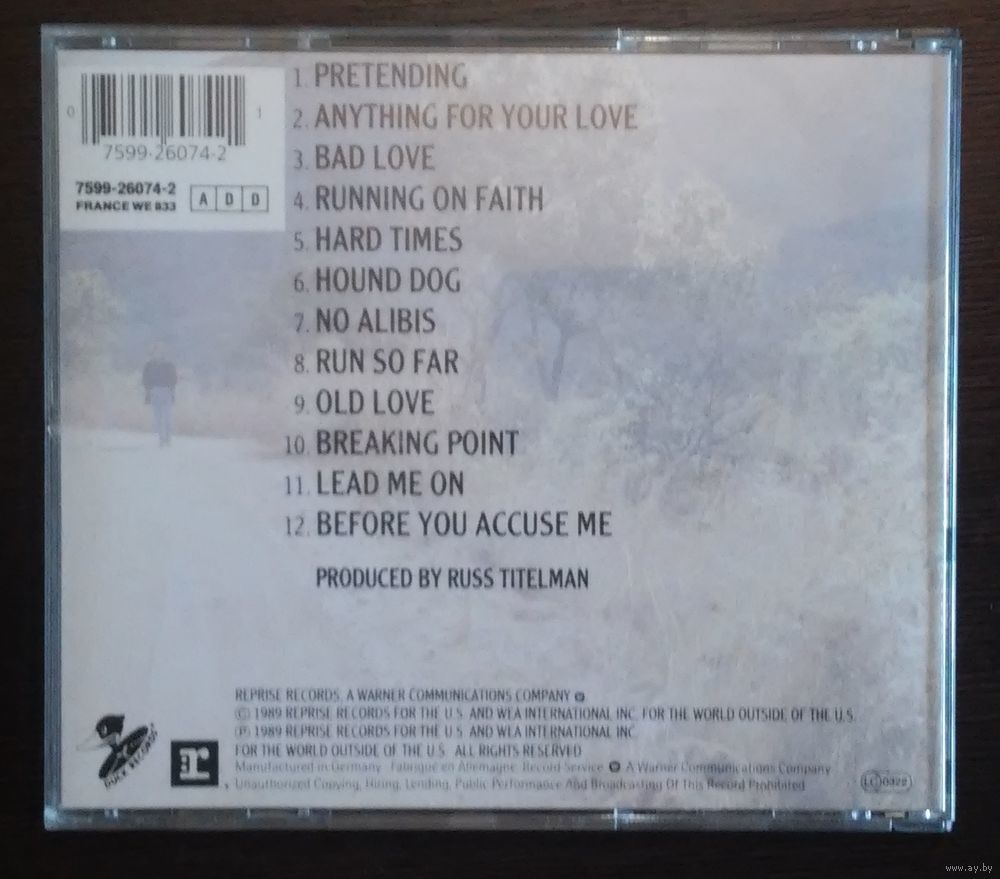 0 1
7599-26074-2
7599-26074-2
FRANCE WE 833
A D D
1. PRETENDING
2. ANYTHING FOR YOUR LOVE
3. BAD LOVE
4. RUNNING ON FAITH
5. HARD TIMES
6. HOUND DOG
7. NO ALIBIS
8. RUN SO FAR
9. OLD LOVE
10. BREAKING POINT
11. LEAD ME ON
12. BEFORE YOU ACCUSE ME
PRODUCED BY RUSS TITELMAN
REPRISE RECORDS, A WARNER COMMUNICATIONS COMPANY
© 1989 REPRISE RECORDS FOR THE U.S. AND WEA INTERNATIONAL INC. FOR THE WORLD OUTSIDE OF THE U.S.
℗ 1989 REPRISE RECORDS FOR THE U.S. AND WEA INTERNATIONAL INC.
FOR THE WORLD OUTSIDE OF THE U.S. ALL RIGHTS RESERVED
Manufactured in Germany Fabriqué en Allemagne Record Service A Warner Communications Company
Unauthorized Copying, Hiring, Lending, Public Performance And Broadcasting Of This Record Prohibited
DUCK RECORDS
r
LC 0322
www.ay.by